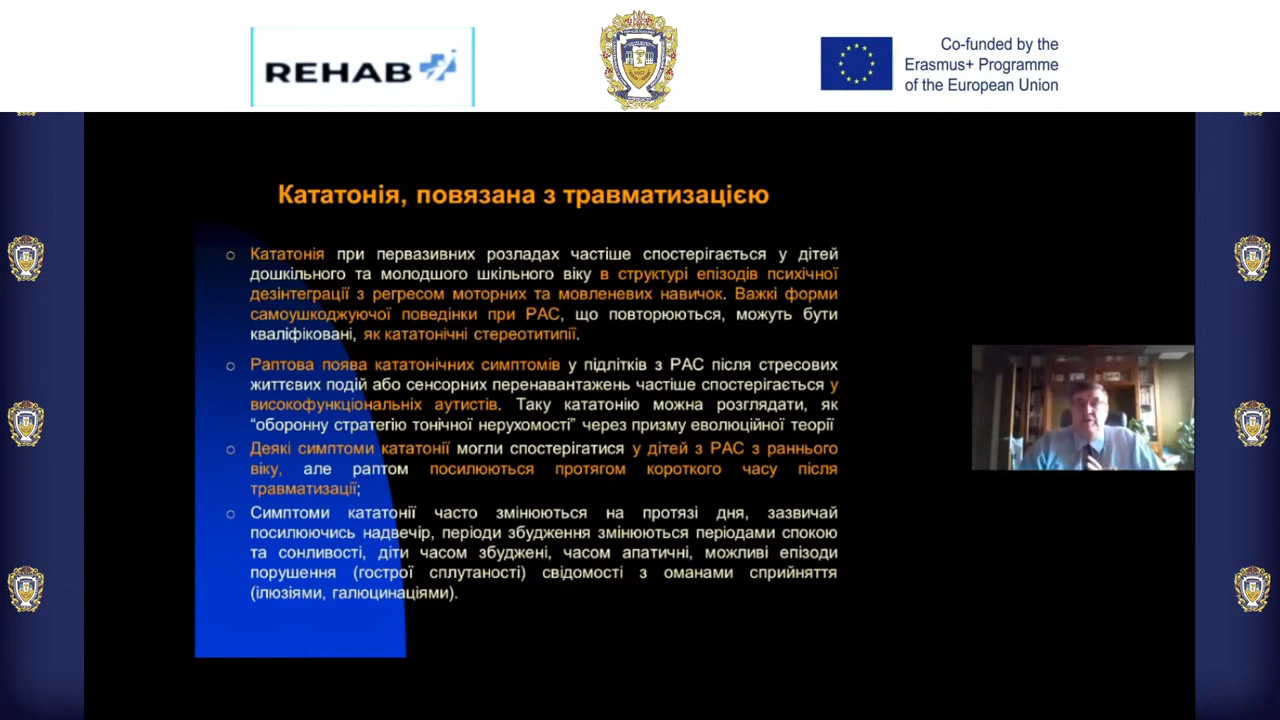 REHAB
Co-funded by the
Erasmus+ Programme
of the European Union
Кататонія, повязана з травматизацією
Кататонія при первазивних розладах частіше спостерігається у дітей
дошкільного та молодшого шкільного віку в структурі епізодів психічної
дезінтеграції з регресом моторних та мовленевих навичок. Важкі форми
самоушкоджуючої поведінки при РАС, що повторюються, можуть бути
кваліфіковані, як кататонічні стереотитипії.
Раптова поява кататонічних симптомів у підлітків з РАС після стресових
життєвих подій або сенсорних перенавантажень частіше спостерігається у
високофункціональніх аутистів. Таку кататонію можна розглядати, як
“оборонну стратегію тонічної нерухомості” через призму еволюційної теорії
Деякі симптоми кататонії могли спостерігатися у дітей з РАС з раннього
віку, але раптом посилюються протягом короткого часу після
травматизації;
Симптоми кататонії часто змінюються на протязі дня, зазвичай
посилюючись надвечір, періоди збудження змінюються періодами спокою
та сонливості, діти часом збуджені, часом апатичні, можливі епізоди
порушення (гострої сплутаності) свідомості з оманами сприйняття
(ілюзіями, галюцинаціями).